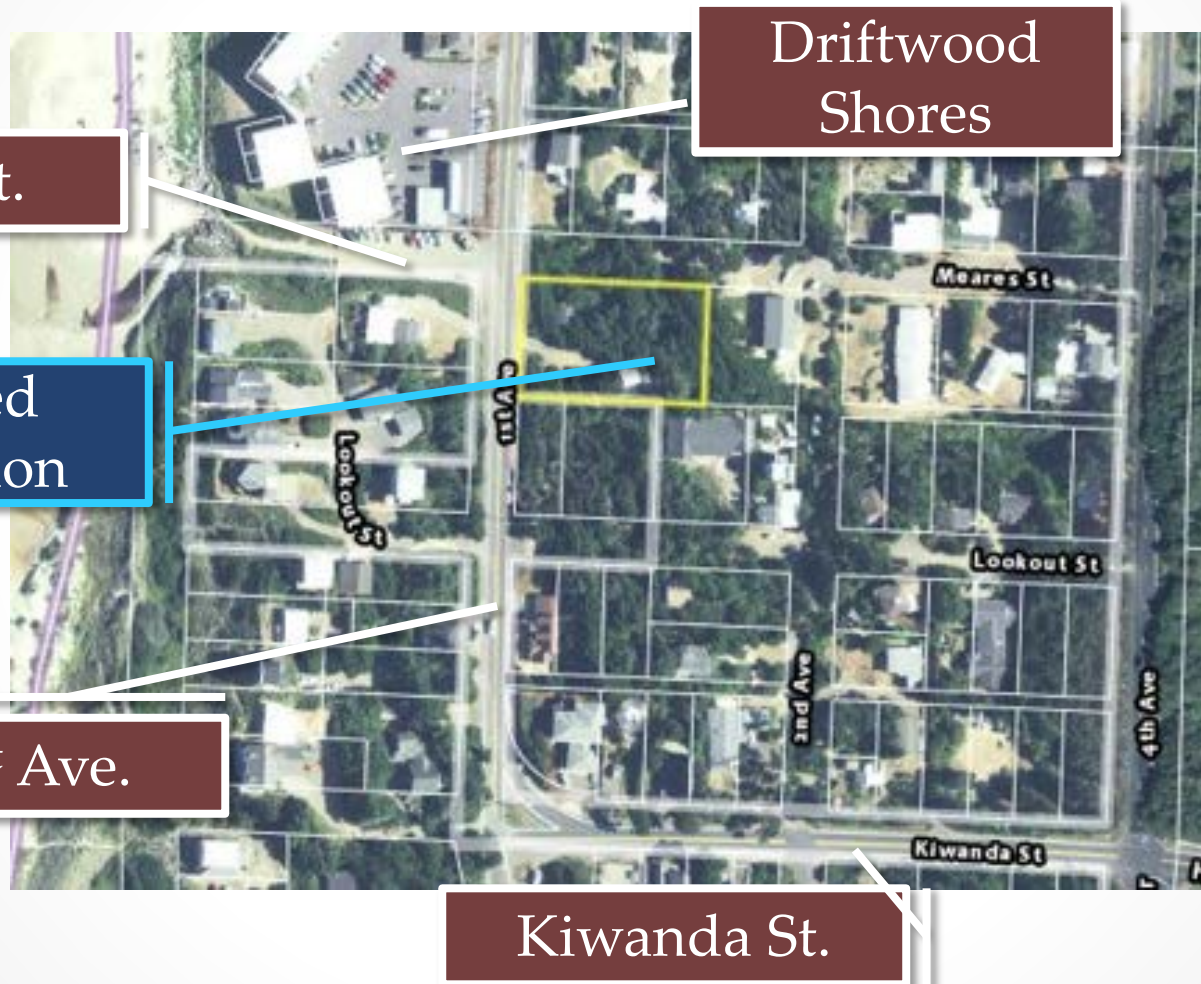 Driftwood
Shores
t.
Meares St
ed
1st Ave
on
Lookout St
Lookout St
2nd Ave
4th Ave
Ave.
Kiwanda St
Kiwanda St.